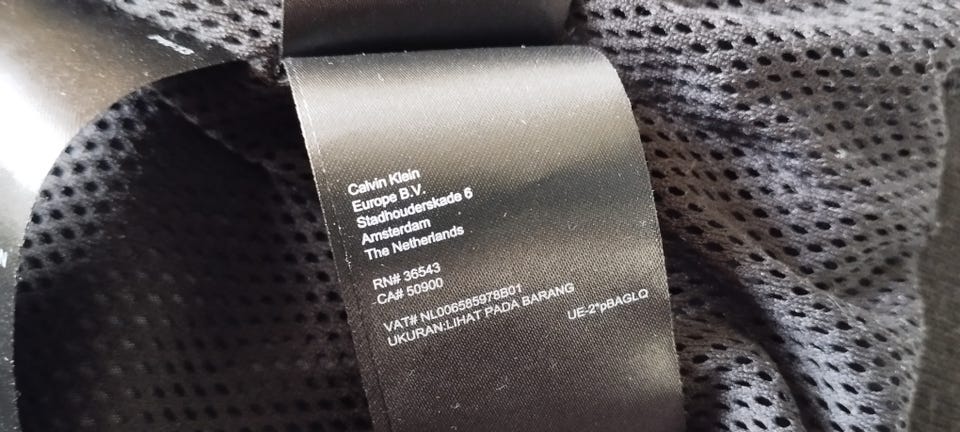 Calvin Klein
Europe B.V.
Stadhouderskade 6
Amsterdam
The Netherlands
RN# 36543
CA# 50900
VAT# NL006585978B01
UKURAN:LIHAT PADA BARANG
UE-2*pBAGLQ